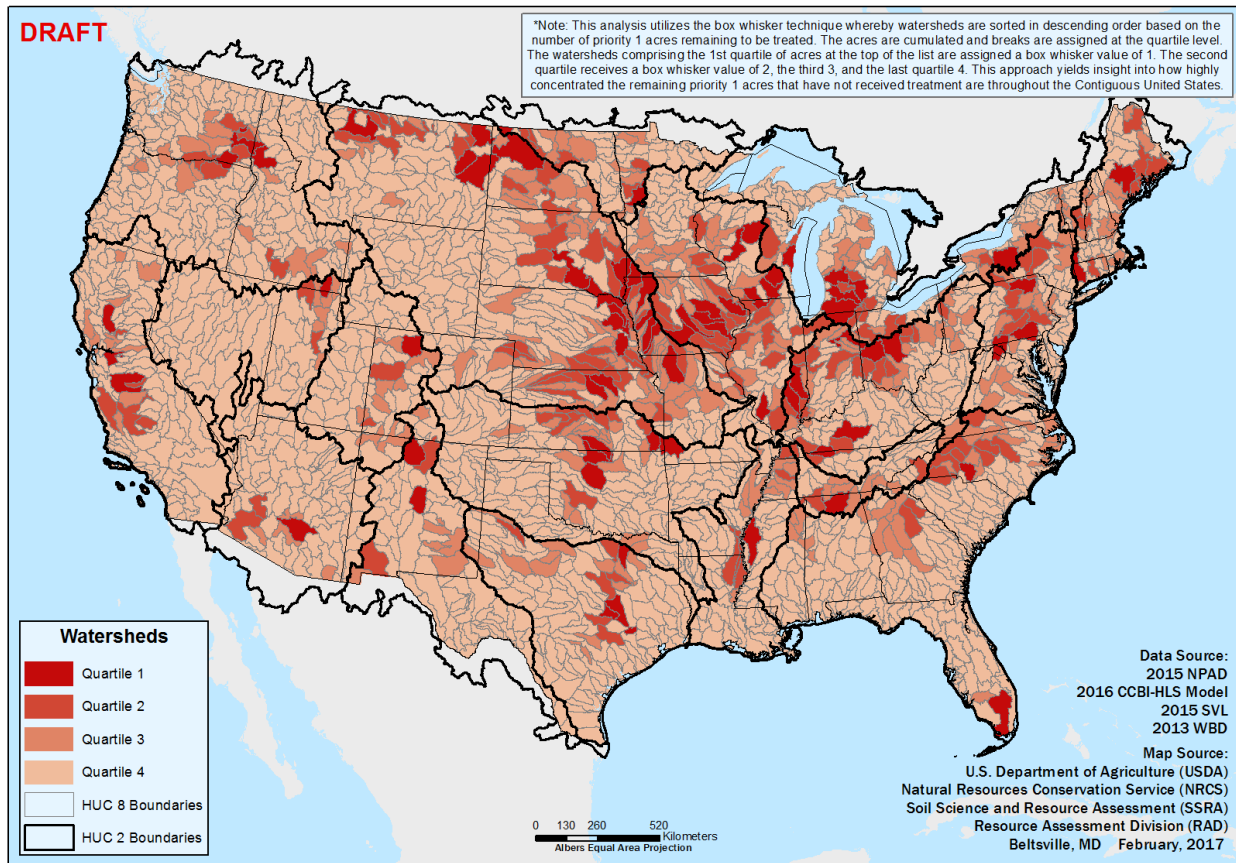 DRAFT
*Note: This analysis utilizes the box whisker technique whereby watersheds are sorted in descending order based on the
number of priority 1 acres remaining to be treated. The acres are cumulated and breaks are assigned at the quartile level.
The watersheds comprising the 1st quartile of acres at the top of the list are assigned a box whisker value of 1. The second
quartile receives a box whisker value of 2, the third 3, and the last quartile 4. This approach yields insight into how highly
concentrated the remaining priority 1 acres that have not received treatment are throughout the Contiguous United States.
Watersheds
Quartile 1
Quartile 2
Quartile 3
Quartile 4
HUC 8 Boundaries
HUC 2 Boundaries
0 130 260 520
Kilometers
Albers Equal Area Projection
Data Source:
2015 NPAD
2016 CCBI-HLS Model
2015 SVL
2013 WBD
Map Source:
U.S. Department of Agriculture (USDA)
Natural Resources Conservation Service (NRCS)
Soil Science and Resource Assessment (SSRA)
Resource Assessment Division (RAD)
Beltsville, MD February, 2017